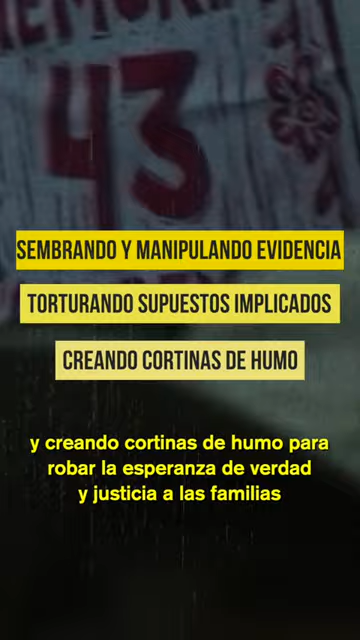 MEMORIA
43
SEMBRANDO Y MANIPULANDO EVIDENCIA
TORTURANDO SUPUESTOS IMPLICADOS
CREANDO CORTINAS DE HUMO
y creando cortinas de humo para
robar la esperanza de verdad
y justicia a las familias